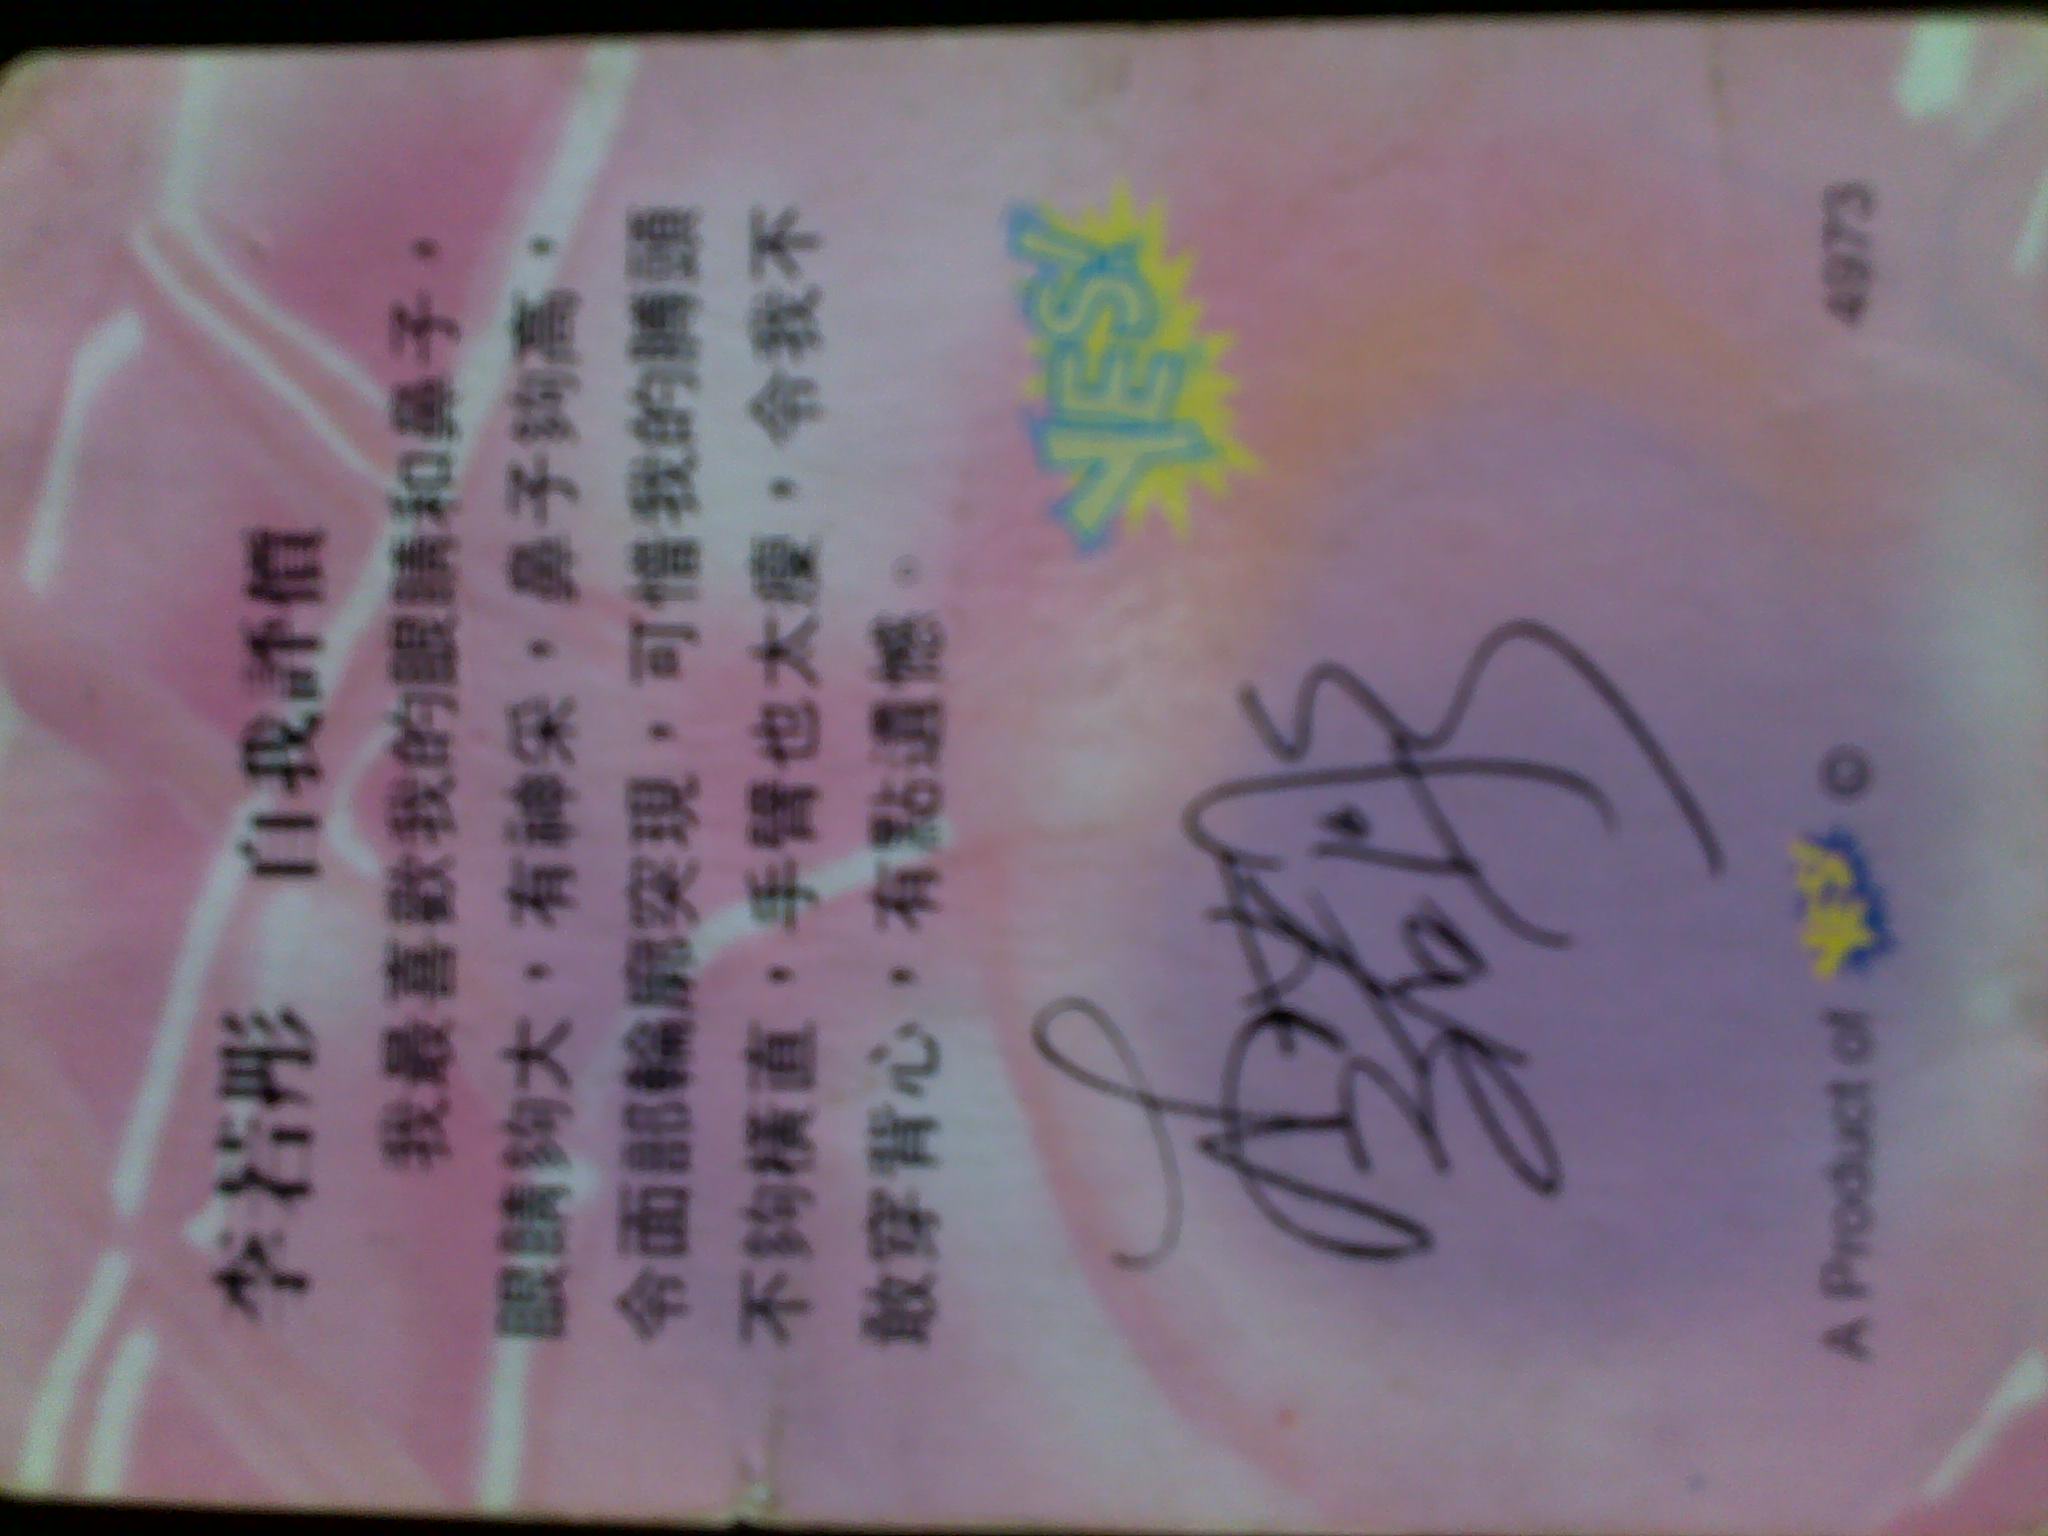 李蕙彤 自我評價
我最喜歡我的眼睛和鼻子，
眼睛夠大，有神采，鼻子夠高，
令面部輪廓突現，可惜我的膊頭
不夠橫直，手臂也太瘦，令我不
敢穿背心，有點遺憾。
YES!
A Product of YES! ©
4973